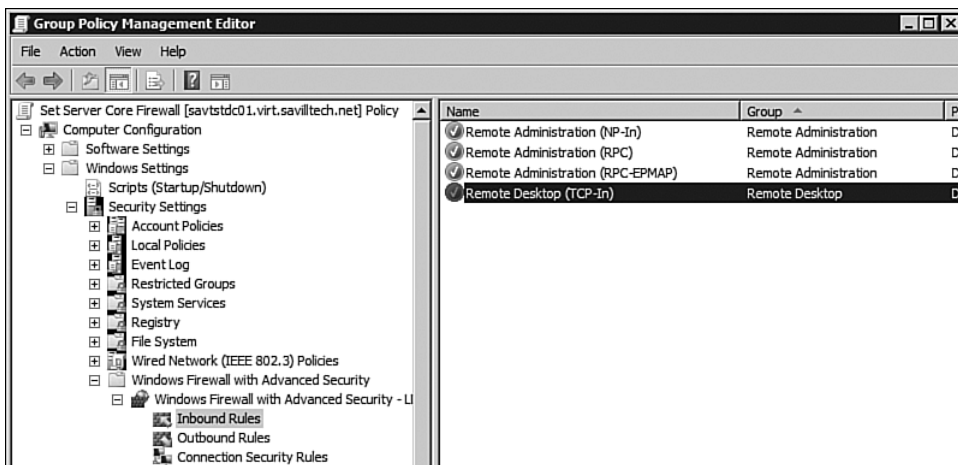 Group Policy Management Editor
File Action View Help
Set Server Core Firewall [savtstdc01.virt.savilltech.net] Policy
Computer Configuration
Software Settings
Windows Settings
Scripts (Startup/Shutdown)
Security Settings
Account Policies
Local Policies
Event Log
Restricted Groups
System Services
Registry
File System
Wired Network (IEEE 802.3) Policies
Windows Firewall with Advanced Security
Windows Firewall with Advanced Security - LI
Inbound Rules
Outbound Rules
Connection Security Rules
Name Group P
Remote Administration (NP-In) Remote Administration D
Remote Administration (RPC) Remote Administration D
Remote Administration (RPC-EPMAP) Remote Administration D
Remote Desktop (TCP-In) Remote Desktop D